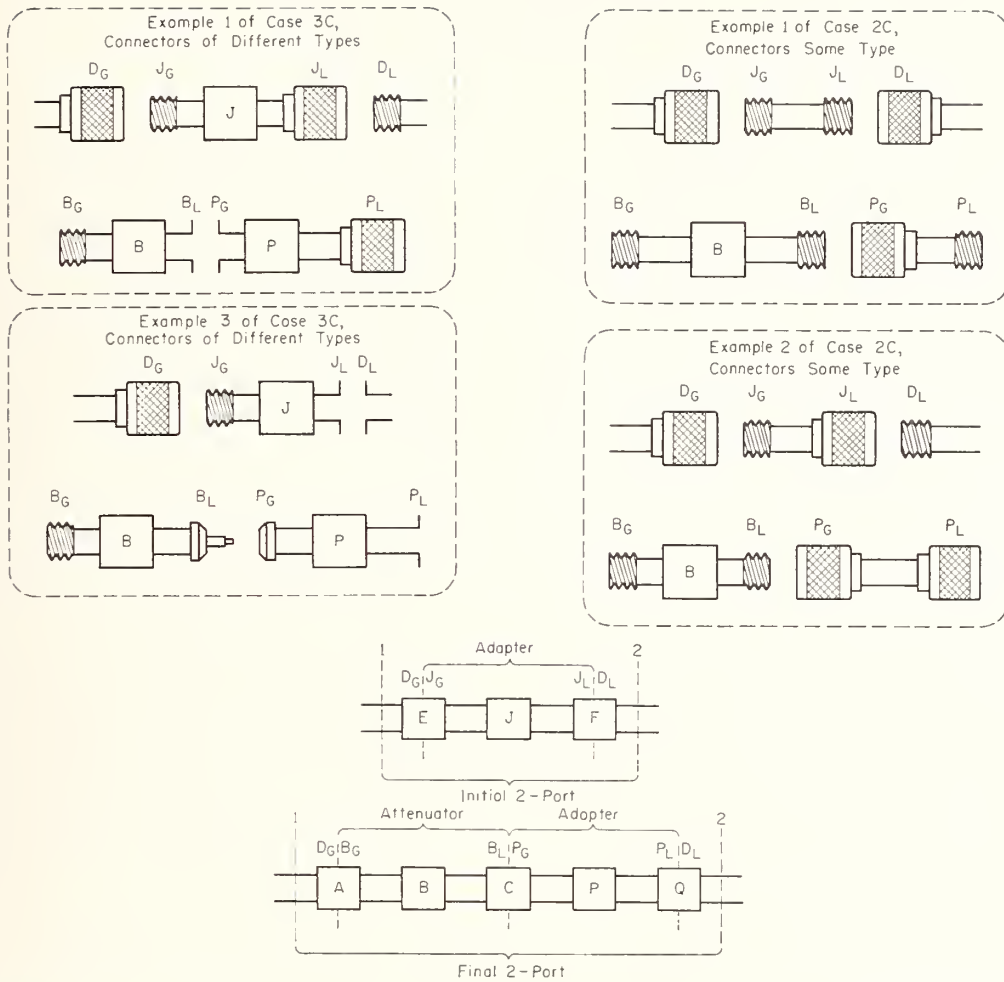 Example 1 of Case 3C,
Connectors of Different Types
D_G J_G J_L D_L
J
B_G B_L P_G P_L
B P
Example 1 of Case 2C,
Connectors Some Type
D_G J_G J_L D_L
B_G B_L P_G P_L
B
Example 3 of Case 3C,
Connectors of Different Types
D_G J_G J_L D_L
J
B_G B_L P_G P_L
B P
Example 2 of Case 2C,
Connectors Some Type
D_G J_G J_L D_L
B_G B_L P_G P_L
B
1 Adapter 2
D_G J_G J_L D_L
E J F
Initial 2-Port
1 Attenuator Adopter 2
D_G B_G B_L P_G P_L D_L
A B C P Q
Final 2-Port